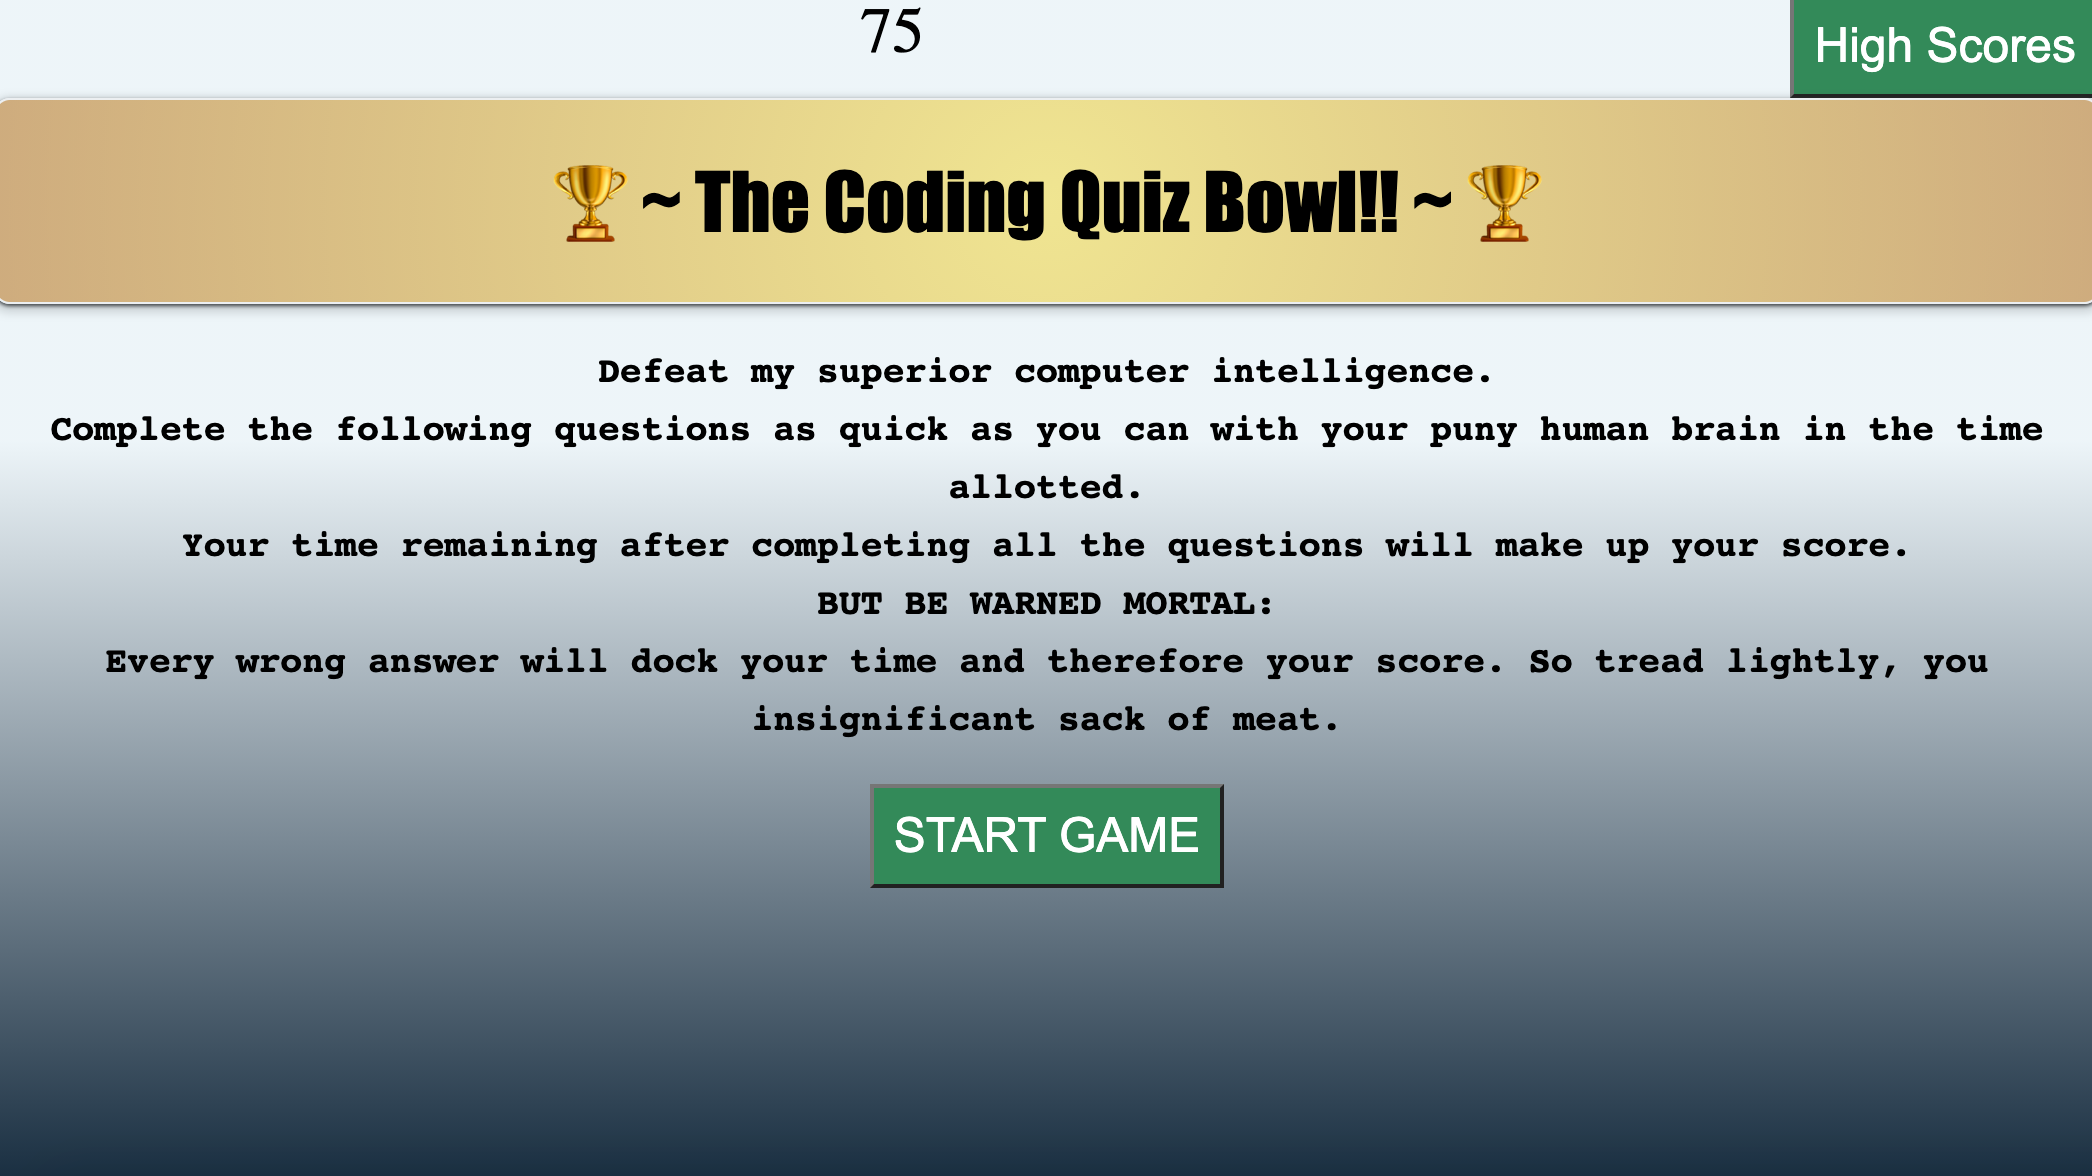 75
High Scores
🏆 ~ The Coding Quiz Bowl!! ~ 🏆
Defeat my superior computer intelligence.
Complete the following questions as quick as you can with your puny human brain in the time
allotted.
Your time remaining after completing all the questions will make up your score.
BUT BE WARNED MORTAL:
Every wrong answer will dock your time and therefore your score. So tread lightly, you
insignificant sack of meat.
START GAME